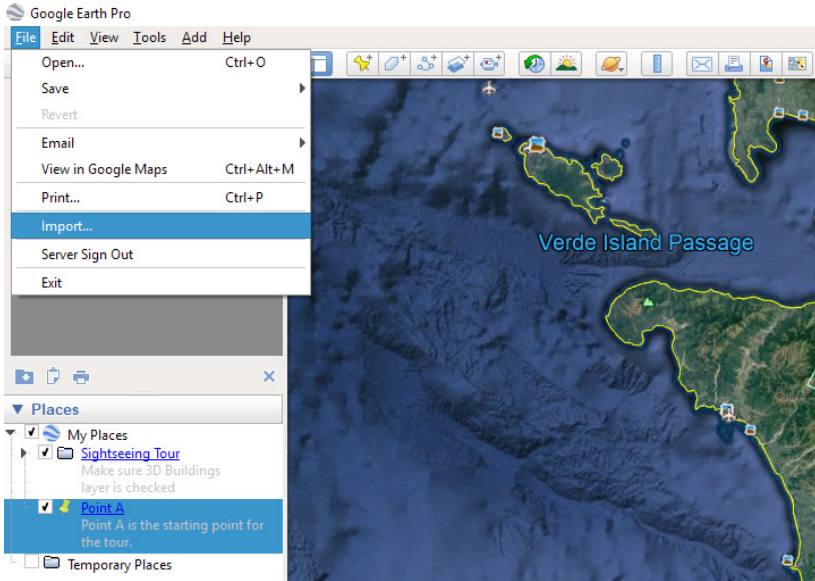 Google Earth Pro
File Edit View Tools Add Help
Open... Ctrl+O
Save
Revert
Email
View in Google Maps Ctrl+Alt+M
Print... Ctrl+P
Import...
Server Sign Out
Exit
Verde Island Passage
Places
My Places
Sightseeing Tour
Make sure 3D Buildings
layer is checked
Point A
Point A is the starting point for
the tour.
Temporary Places